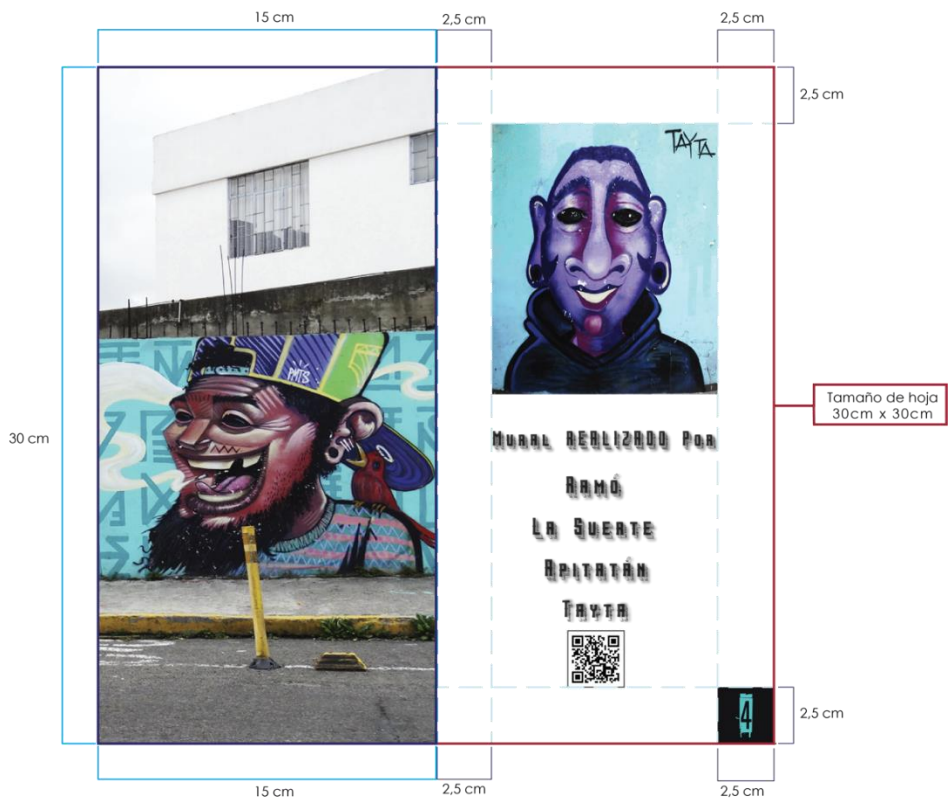 15 cm
2,5 cm
2,5 cm
2,5 cm
TAYTA
PMTS
30 cm
Tamaño de hoja
30cm x 30cm
Mural REALIZADO Por
Aamó
La Suerte
Apitatán
Tayta
4
2,5 cm
15 cm
2,5 cm
2,5 cm